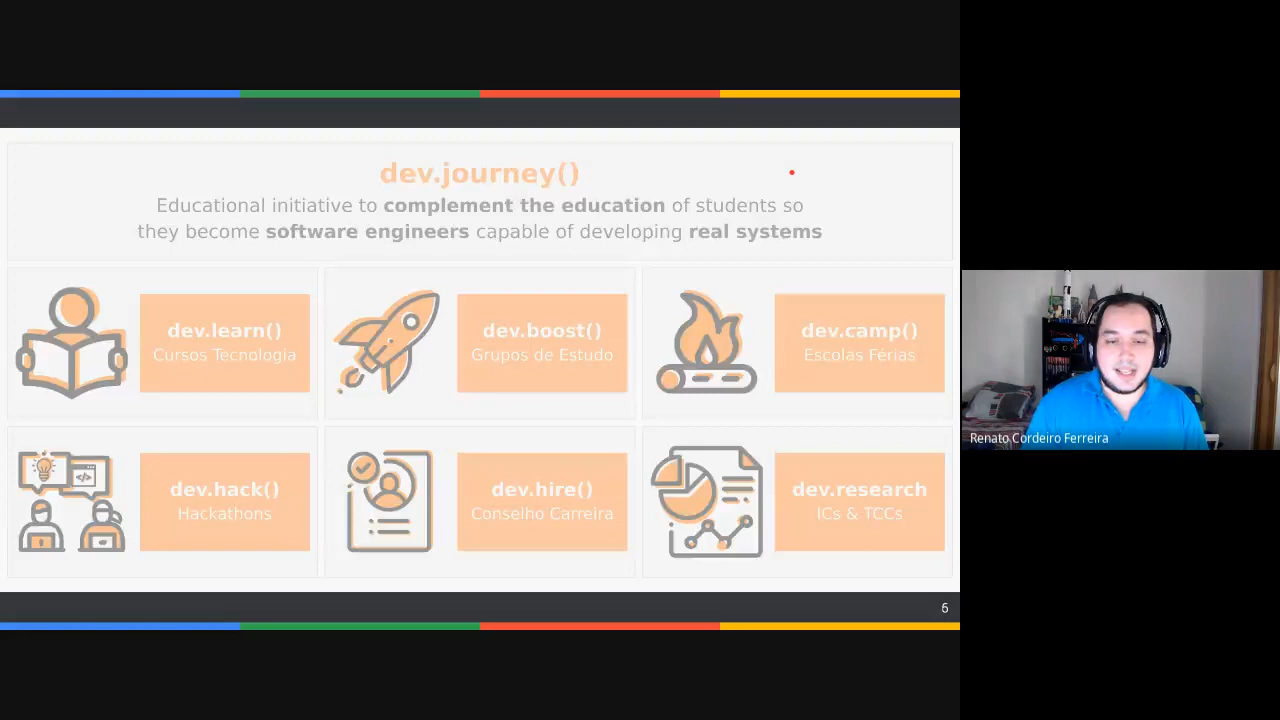 dev.journey()
Educational initiative to complement the education of students so
they become software engineers capable of developing real systems
dev.learn()
Cursos Tecnologia
dev.boost()
Grupos de Estudo
dev.camp()
Escolas Férias
dev.hack()
Hackathons
dev.hire()
Conselho Carreira
dev.research
ICs & TCCs
6
Renato Cordeiro Ferreira